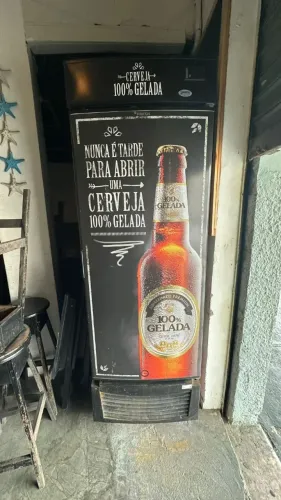 CERVEJA
100% GELADA
NUNCA É TARDE
PARA ABRIR
UMA
CERVEJA
100% GELADA
100%
GELADA
100%
GELADA